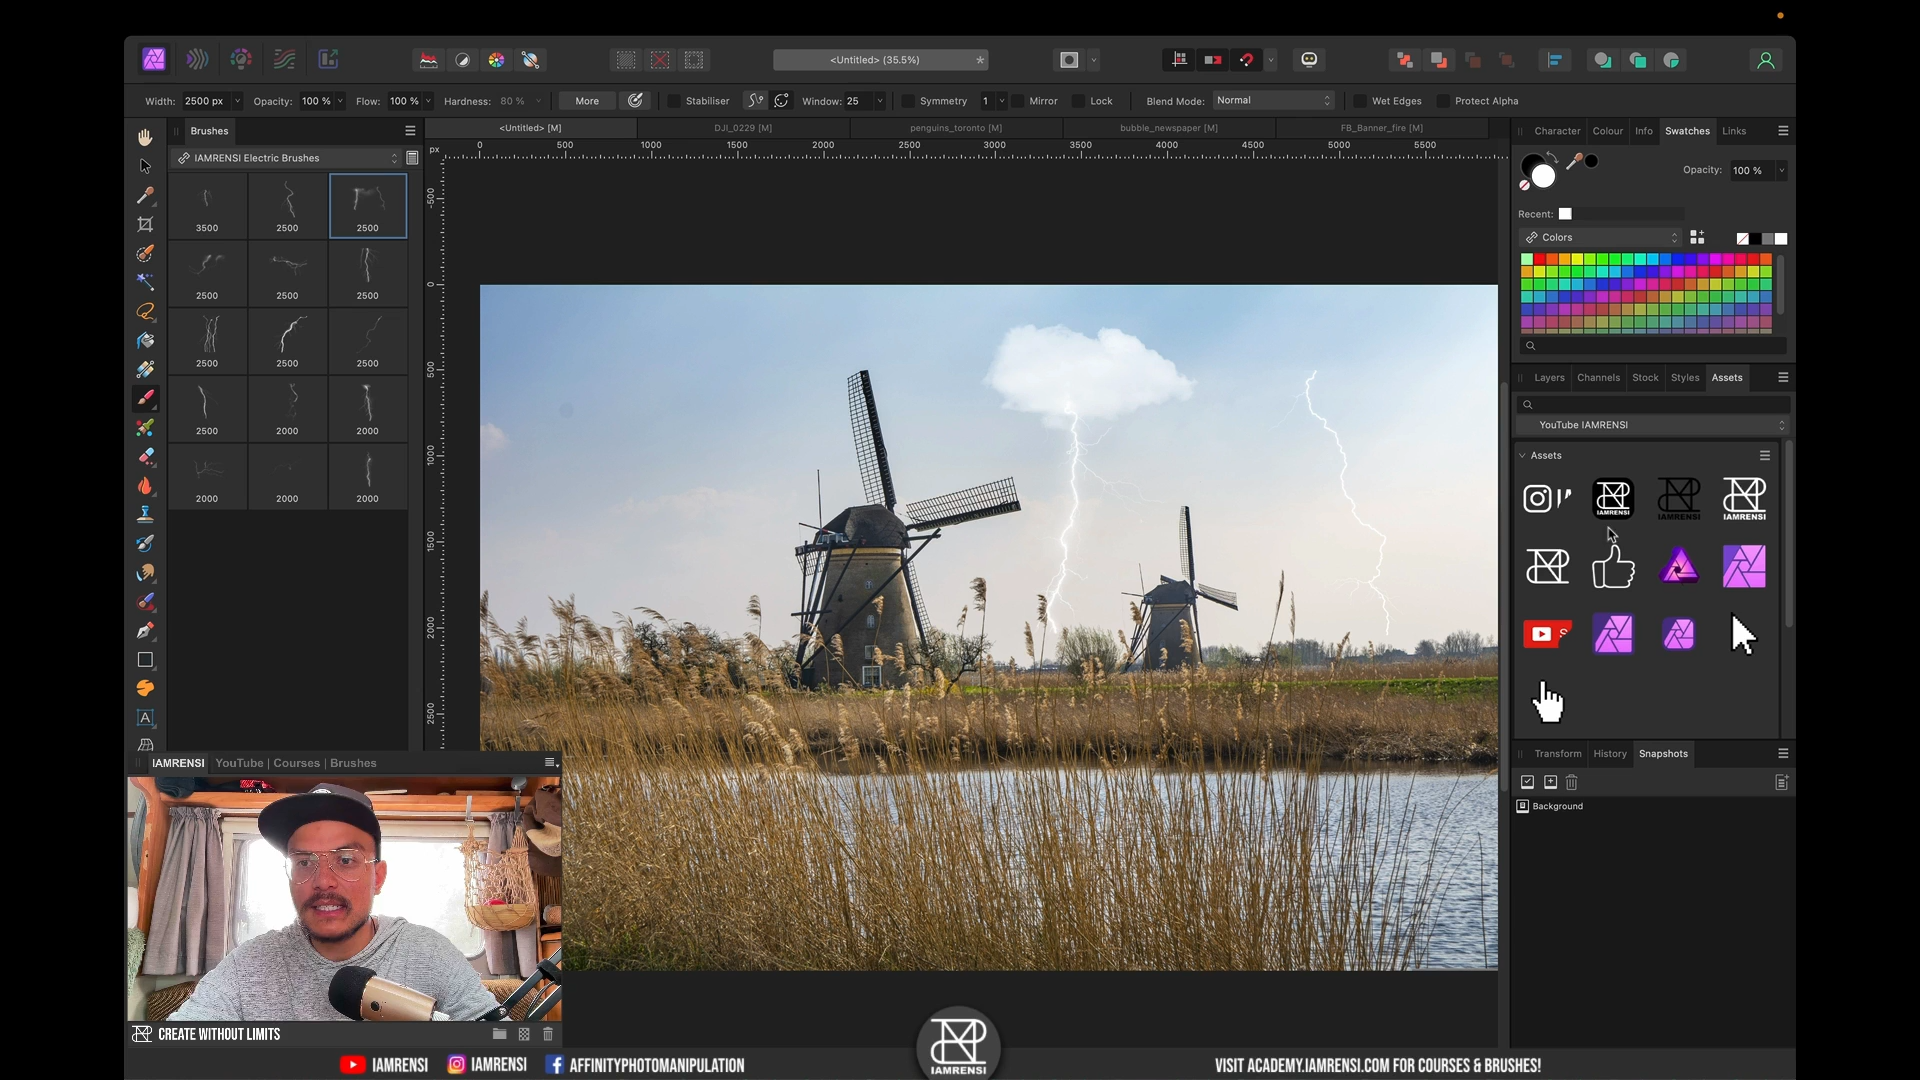 <Untitled> (35.5%)
*
Width: 2500 px
Opacity: 100 %
Flow: 100 %
Hardness: 80 %
More
Stabiliser
Window: 25
Symmetry
1
Mirror
Lock
Blend Mode: Normal
Wet Edges
Protect Alpha
Brushes
<Untitled> [M]
DJI_0229 [M]
penguins_toronto [M]
bubble_newspaper [M]
FB_Banner_fire [M]
px
0 500 1000 1500 2000 2500 3000 3500 4000 4500 5000 5500
-500
0
500
1000
1500
2000
2500
IAMRENSI Electric Brushes
3500 2500 2500
2500 2500 2500
2500 2500 2500
2500 2000 2000
2000 2000 2000
Character Colour Info Swatches Links
Opacity: 100 %
Recent:
Colors
Layers Channels Stock Styles Assets
YouTube IAMRENSI
Assets
IAMRENSI
IAMRENSI
IAMRENSI
Transform History Snapshots
Background
A
IAMRENSI YouTube | Courses | Brushes
CREATE WITHOUT LIMITS
IAMRENSI
IAMRENSI
AFFINITYPHOTOMANIPULATION
IAMRENSI
VISIT ACADEMY.IAMRENSI.COM FOR COURSES & BRUSHES!